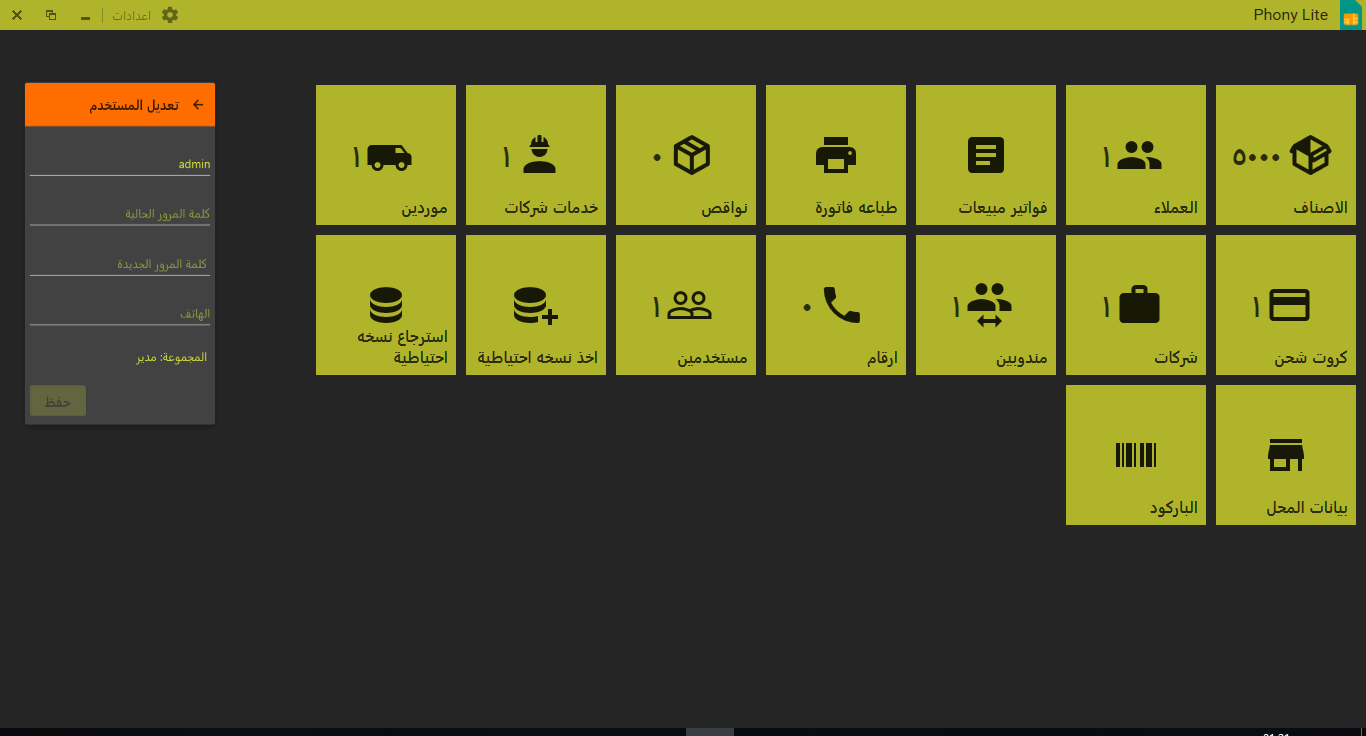 Phony Lite
اعدادات
٥٠٠٠
الاصناف
١
العملاء
فواتير مبيعات
طباعه فاتورة
٠
نواقص
١
خدمات شركات
١
موردين
١
كروت شحن
١
شركات
١
مندوبين
٠
ارقام
١
مستخدمين
اخذ نسخه احتياطية
استرجاع نسخه
احتياطية
بيانات المحل
الباركود
تعديل المستخدم
admin
كلمة المرور الحالية
كلمة المرور الجديدة
الهاتف
المجموعة: مدير
حفظ